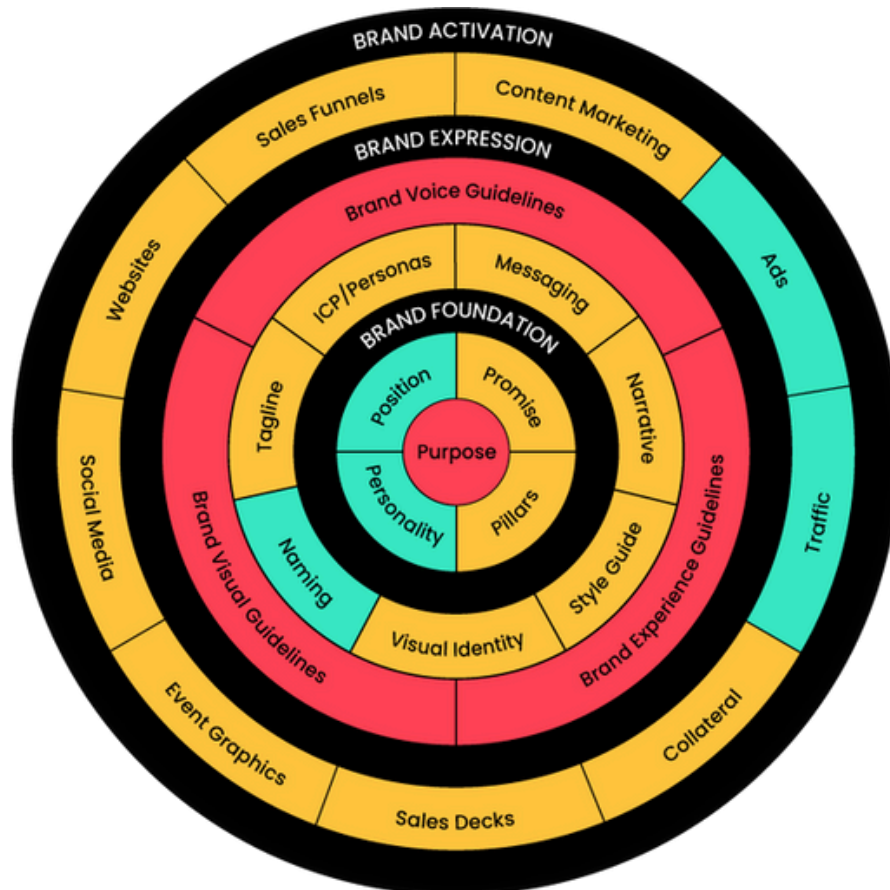 BRAND ACTIVATION
Sales Funnels
Content Marketing
Ads
Traffic
Collateral
Sales Decks
Event Graphics
Social Media
Websites
BRAND EXPRESSION
Brand Voice Guidelines
Brand Experience Guidelines
Brand Visual Guidelines
ICP/Personas
Messaging
Narrative
Style Guide
Visual Identity
Naming
Tagline
BRAND FOUNDATION
Position
Promise
Pillars
Personality
Purpose